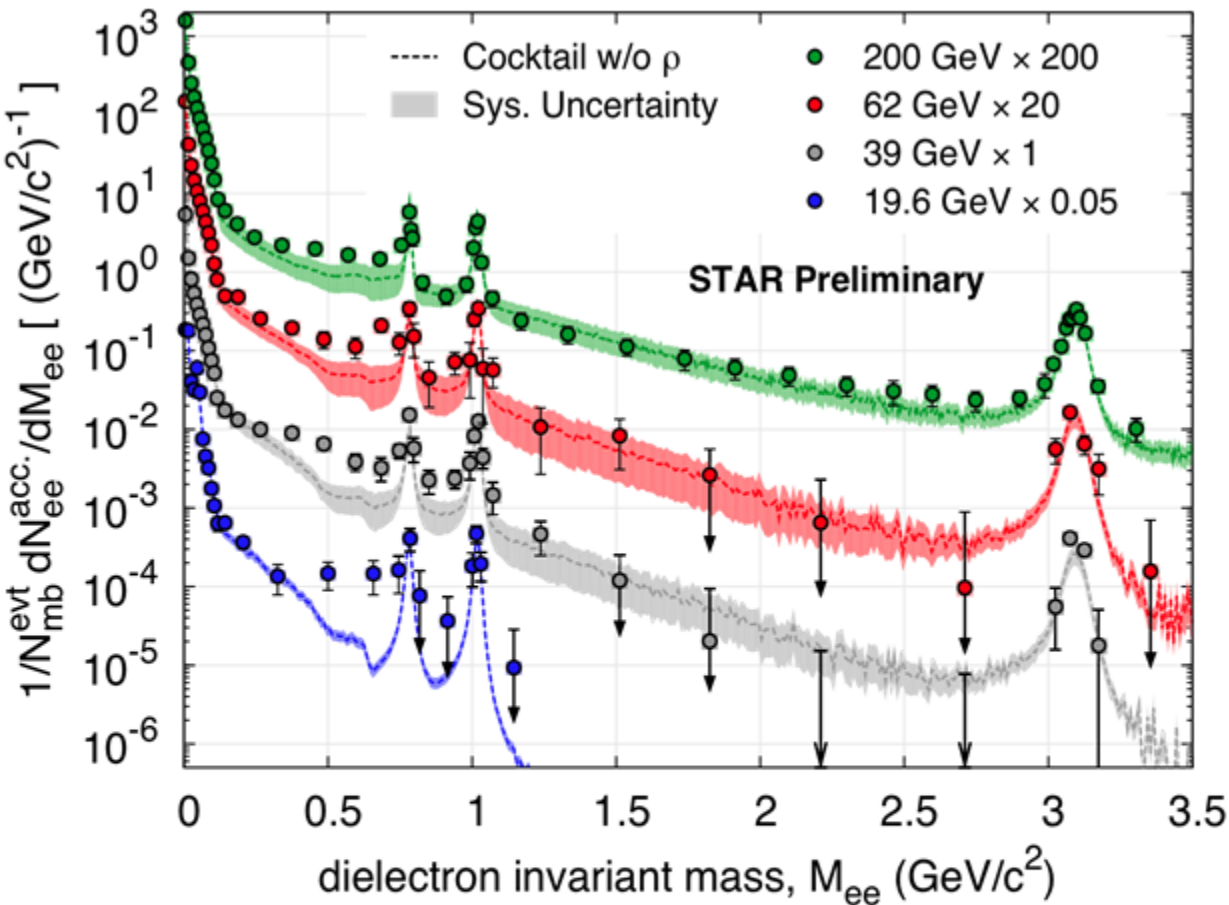 10³
10²
10¹
10⁰
10⁻¹
10⁻²
10⁻³
10⁻⁴
10⁻⁵
10⁻⁶
1/N_mb^evt dN_ee^acc./dM_ee [ (GeV/c²)⁻¹ ]
Cocktail w/o ρ
Sys. Uncertainty
200 GeV × 200
62 GeV × 20
39 GeV × 1
19.6 GeV × 0.05
STAR Preliminary
0 0.5 1 1.5 2 2.5 3 3.5
dielectron invariant mass, M_ee (GeV/c²)